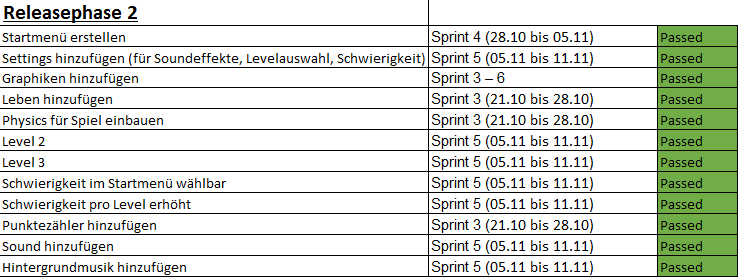 Releasephase 2
Startmenü erstellen Sprint 4 (28.10 bis 05.11) Passed
Settings hinzufügen (für Soundeffekte, Levelauswahl, Schwierigkeit) Sprint 5 (05.11 bis 11.11) Passed
Graphiken hinzufügen Sprint 3 – 6 Passed
Leben hinzufügen Sprint 3 (21.10 bis 28.10) Passed
Physics für Spiel einbauen Sprint 3 (21.10 bis 28.10) Passed
Level 2 Sprint 5 (05.11 bis 11.11) Passed
Level 3 Sprint 5 (05.11 bis 11.11) Passed
Schwierigkeit im Startmenü wählbar Sprint 5 (05.11 bis 11.11) Passed
Schwierigkeit pro Level erhöht Sprint 5 (05.11 bis 11.11) Passed
Punktezähler hinzufügen Sprint 3 (21.10 bis 28.10) Passed
Sound hinzufügen Sprint 5 (05.11 bis 11.11) Passed
Hintergrundmusik hinzufügen Sprint 5 (05.11 bis 11.11) Passed